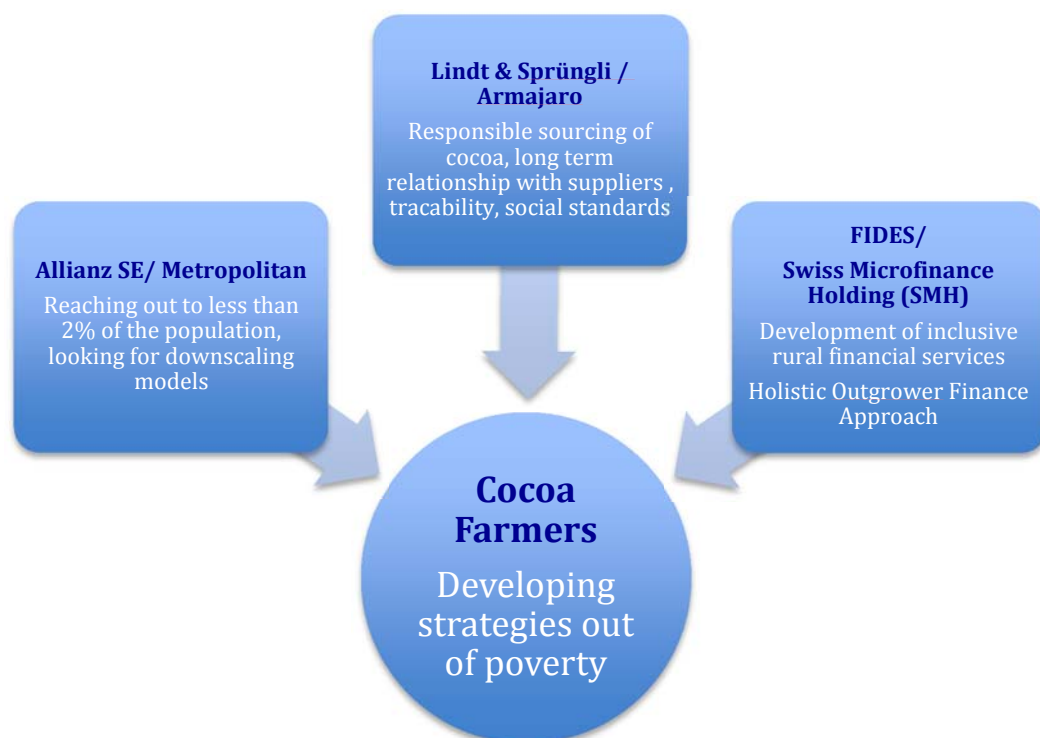 Lindt & Sprüngli /
Armajaro
Responsible sourcing of
cocoa, long term
relationship with suppliers ,
tracability, social standards
Allianz SE/ Metropolitan
Reaching out to less than
2% of the population,
looking for downscaling
models
FIDES/
Swiss Microfinance
Holding (SMH)
Development of inclusive
rural financial services
Holistic Outgrower Finance
Approach
Cocoa
Farmers
Developing
strategies out
of poverty